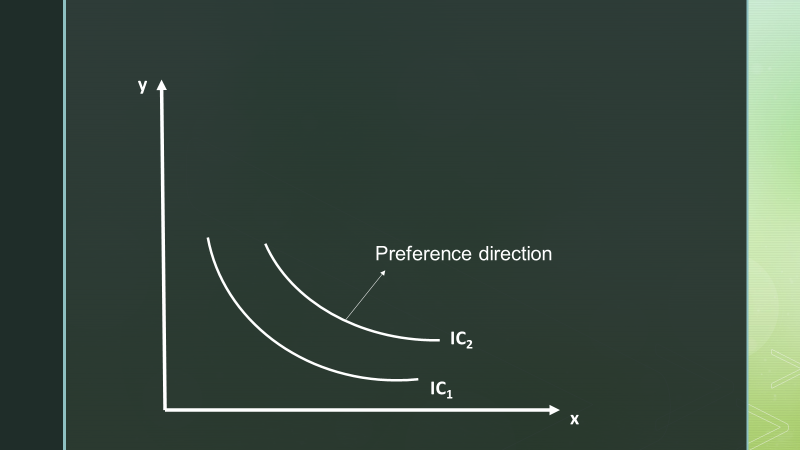 y
Preference direction
IC₂
IC₁
x